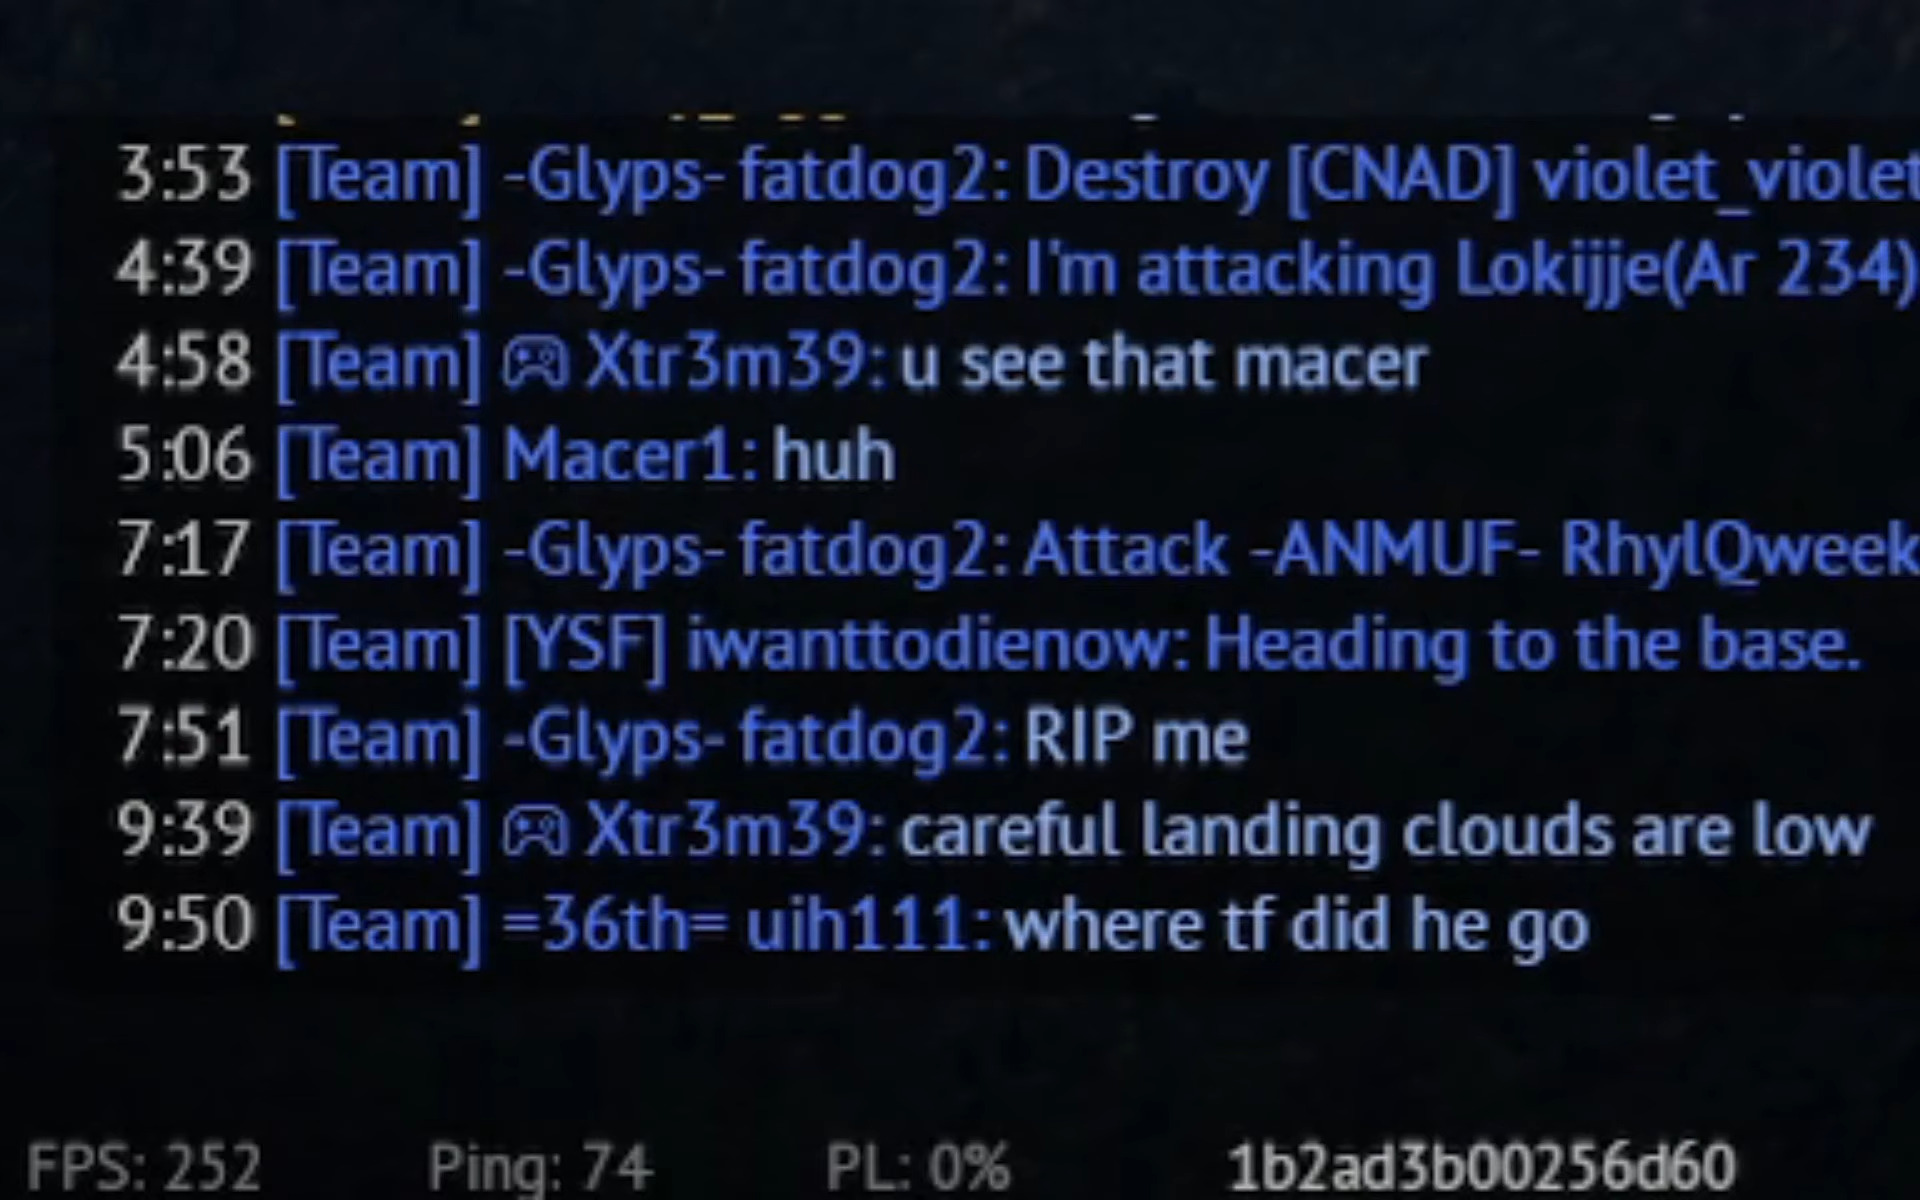 3:53 [Team] -Glyps- fatdog2: Destroy [CNAD] violet_violet
4:39 [Team] -Glyps- fatdog2: I'm attacking Lokijje(Ar 234)
4:58 [Team] Xtr3m39: u see that macer
5:06 [Team] Macer1: huh
7:17 [Team] -Glyps- fatdog2: Attack -ANMUF- RhylQweek
7:20 [Team] [YSF] iwanttodienow: Heading to the base.
7:51 [Team] -Glyps- fatdog2: RIP me
9:39 [Team] Xtr3m39: careful landing clouds are low
9:50 [Team] =36th= uih111: where tf did he go
FPS: 252 Ping: 74 PL: 0% 1b2ad3b00256d60